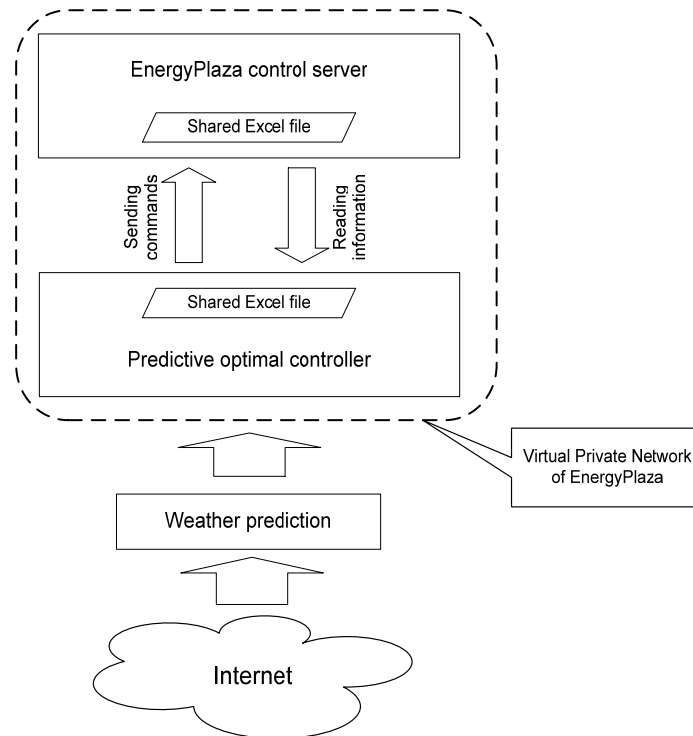 EnergyPlaza control server
Shared Excel file
Sending
commands
Reading
information
Shared Excel file
Predictive optimal controller
Virtual Private Network
of EnergyPlaza
Weather prediction
Internet